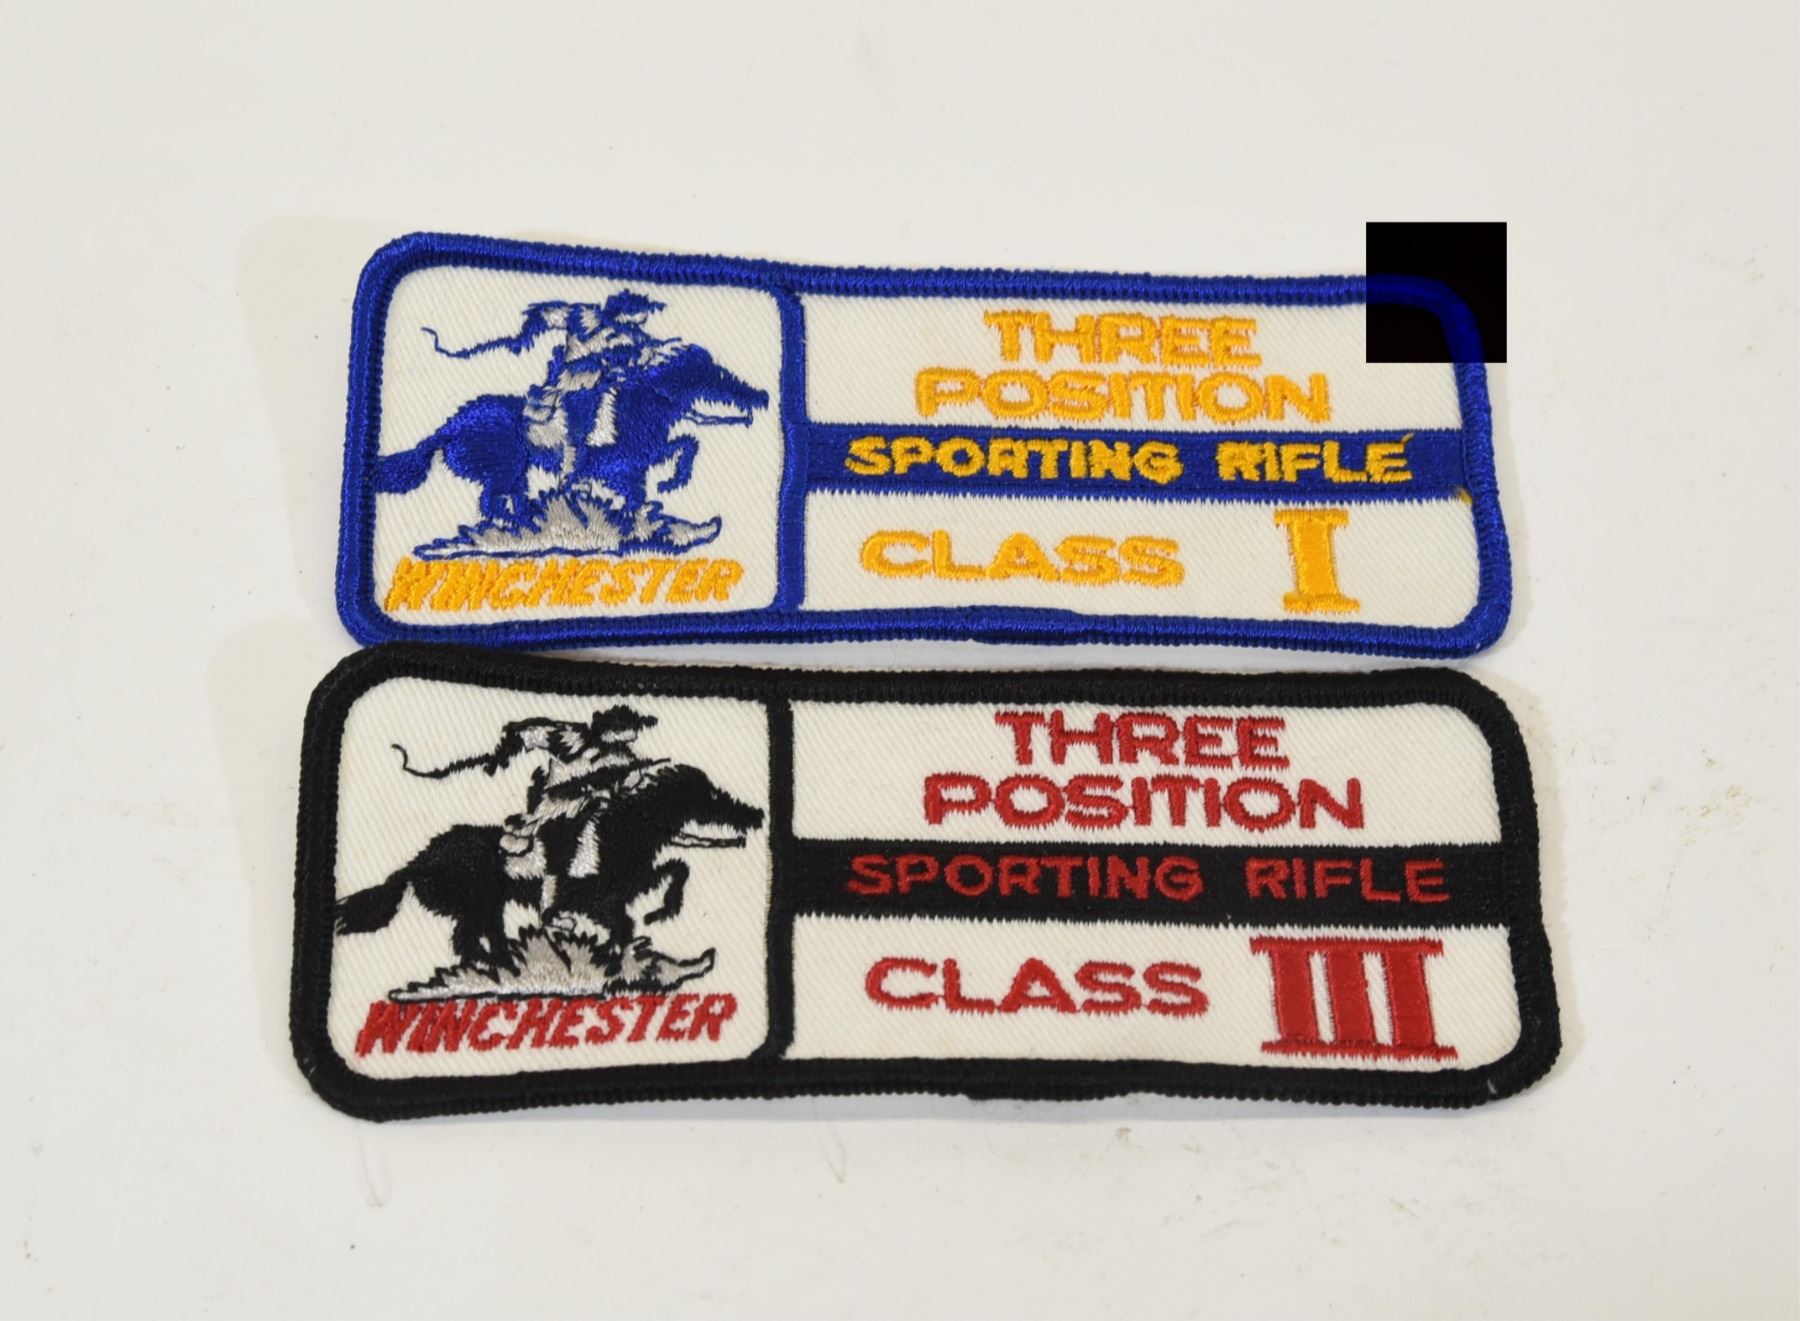 THREE
POSITION
SPORTING RIFLE
CLASS I
WINCHESTER
THREE
POSITION
SPORTING RIFLE
CLASS III
WINCHESTER